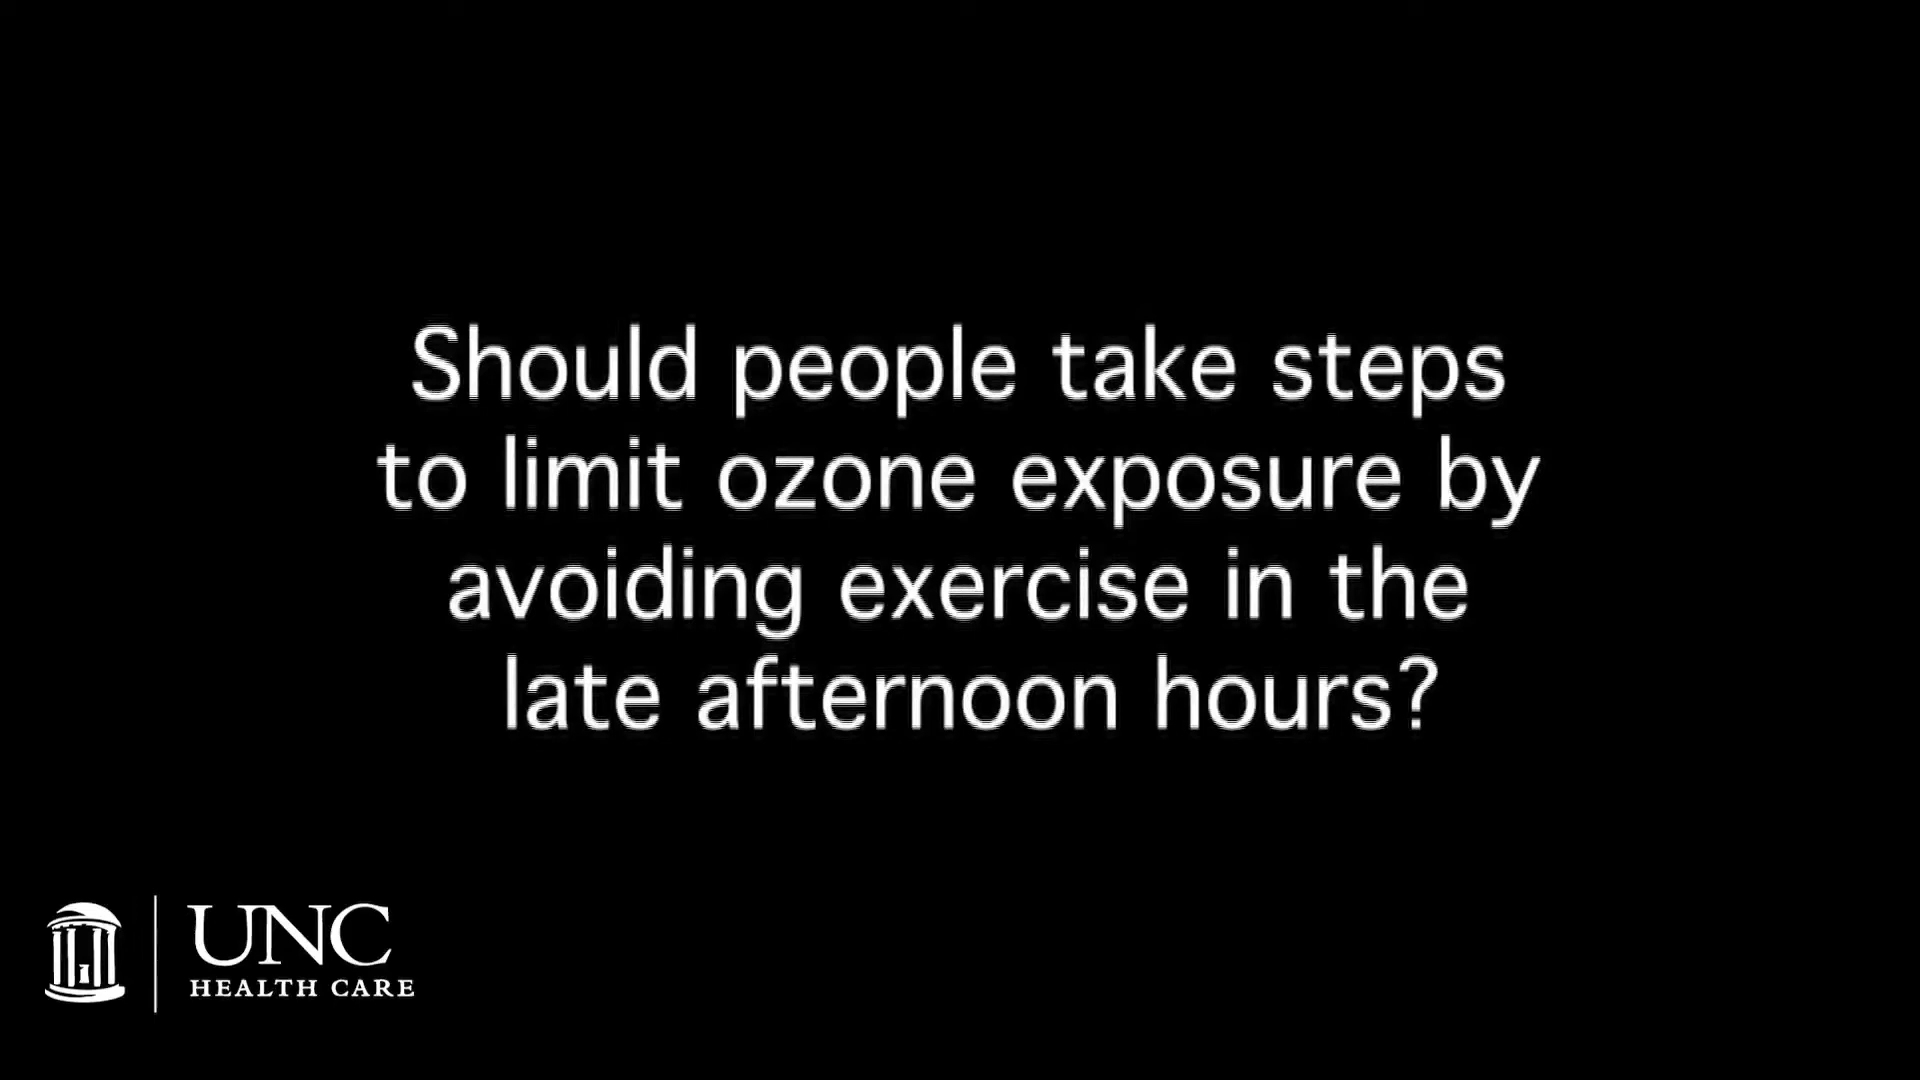 Should people take steps
to limit ozone exposure by
avoiding exercise in the
late afternoon hours?
UNC
HEALTH CARE